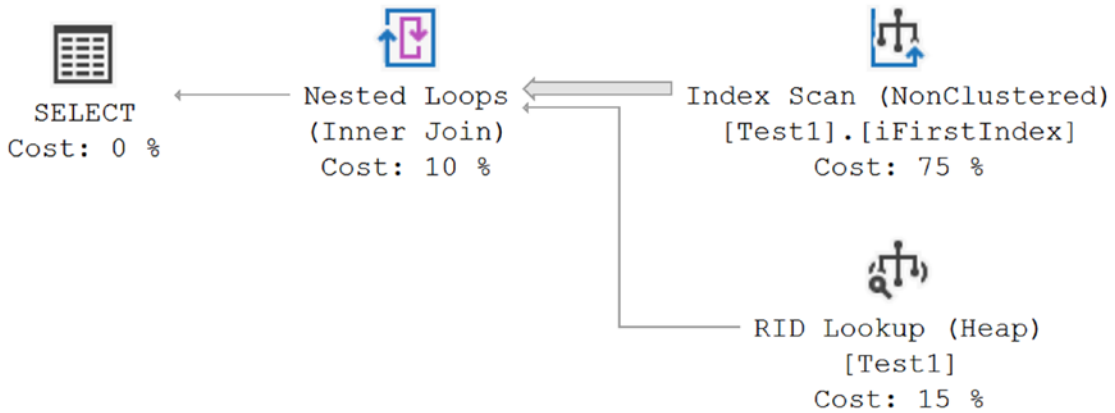 SELECT
Cost: 0 %
Nested Loops
(Inner Join)
Cost: 10 %
Index Scan (NonClustered)
[Test1].[iFirstIndex]
Cost: 75 %
RID Lookup (Heap)
[Test1]
Cost: 15 %